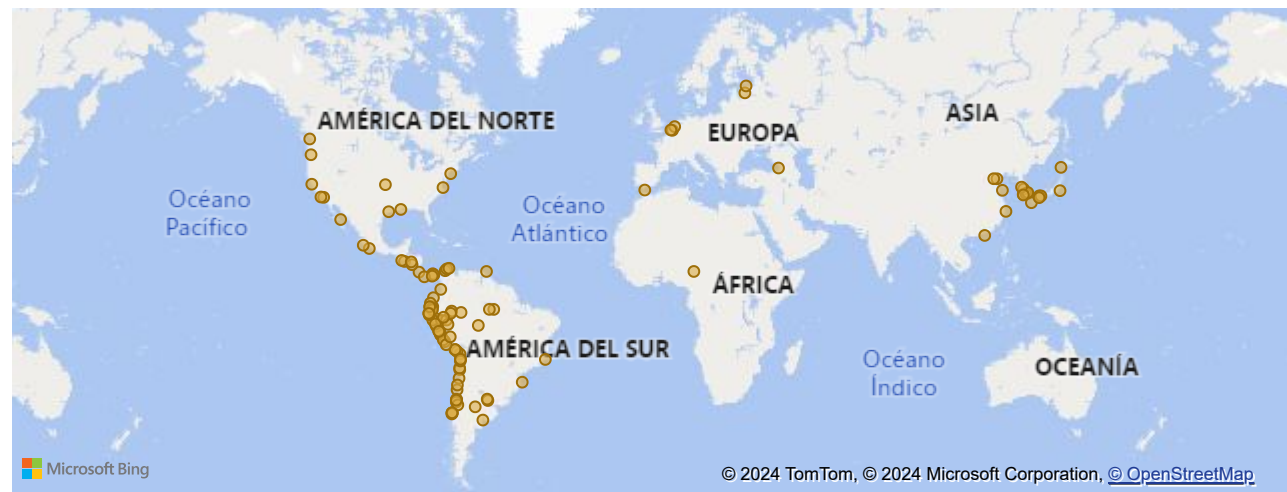 AMÉRICA DEL NORTE
EUROPA
ASIA
Océano
Pacífico
Océano
Atlántico
ÁFRICA
AMÉRICA DEL SUR
Océano
Índico
OCEANÍA
Microsoft Bing
© 2024 TomTom, © 2024 Microsoft Corporation, © OpenStreetMap